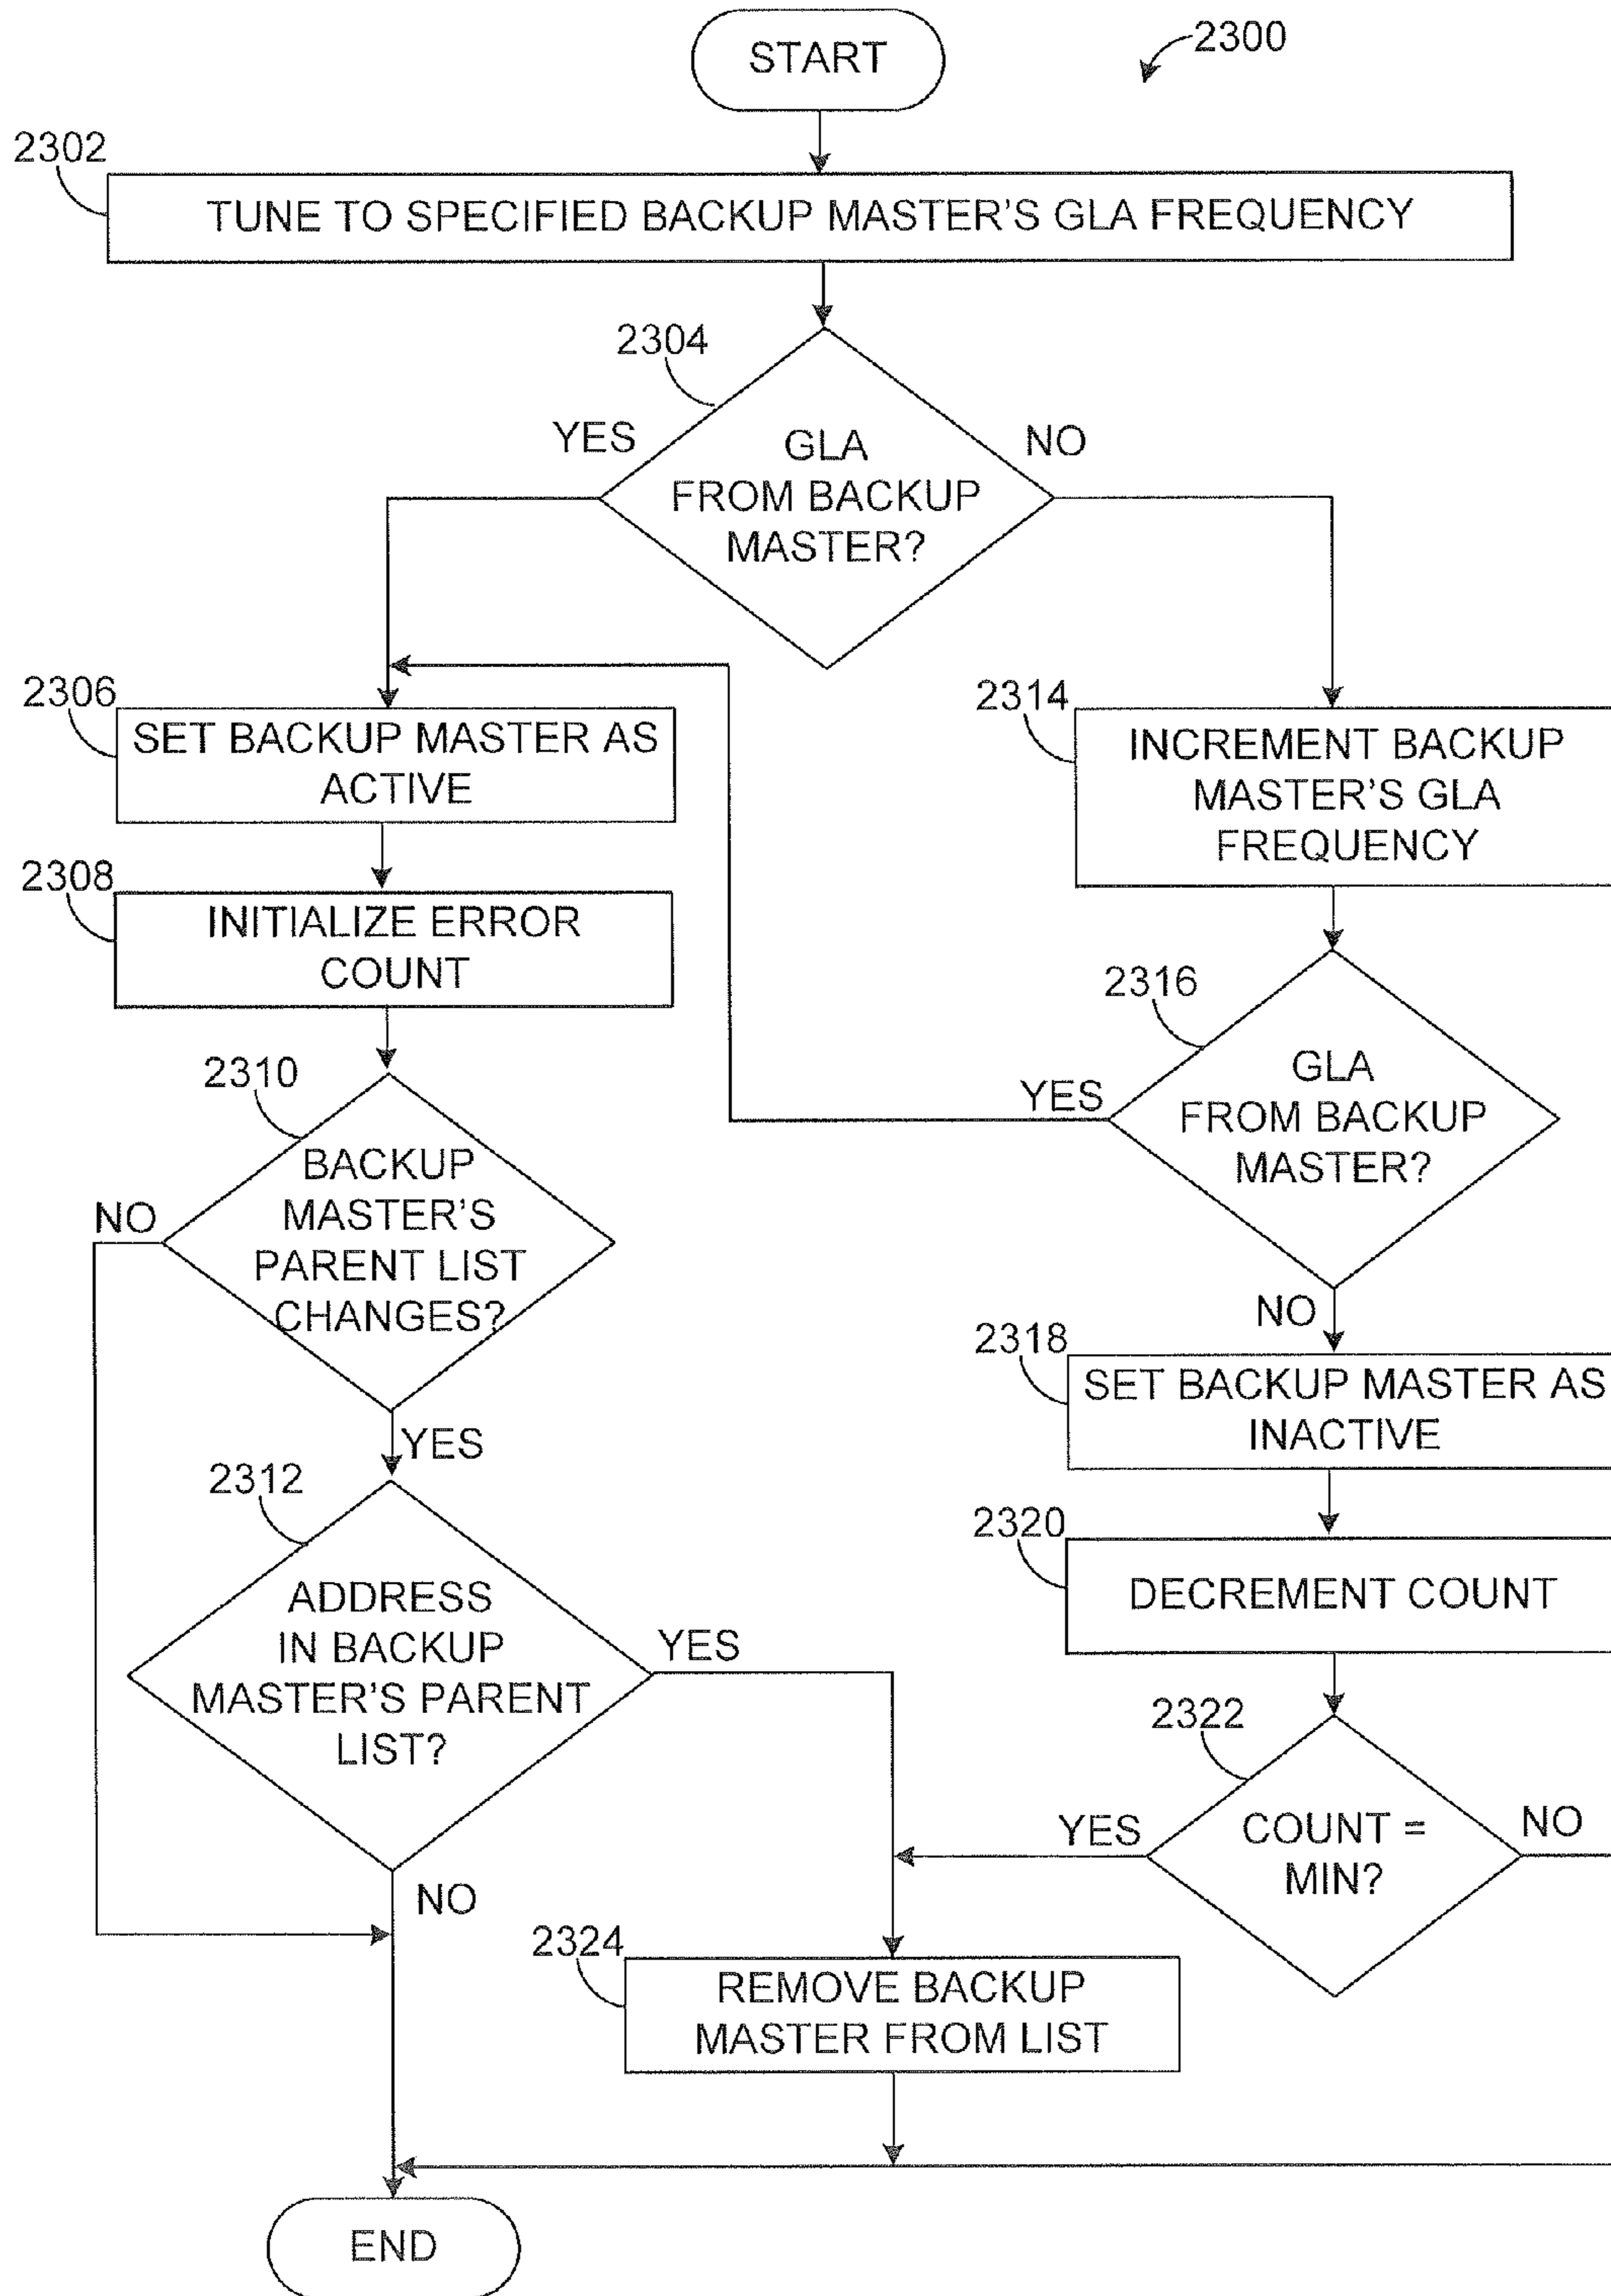 START
2300
2302
TUNE TO SPECIFIED BACKUP MASTER'S GLA FREQUENCY
2304
YES
NO
GLA
FROM BACKUP
MASTER?
2306
SET BACKUP MASTER AS
ACTIVE
2314
INCREMENT BACKUP
MASTER'S GLA
FREQUENCY
2308
INITIALIZE ERROR
COUNT
2316
GLA
FROM BACKUP
MASTER?
YES
NO
2310
BACKUP
MASTER'S
PARENT LIST
CHANGES?
NO
YES
2318
SET BACKUP MASTER AS
INACTIVE
2312
ADDRESS
IN BACKUP
MASTER'S PARENT
LIST?
YES
NO
2320
DECREMENT COUNT
2322
COUNT =
MIN?
YES
NO
2324
REMOVE BACKUP
MASTER FROM LIST
END